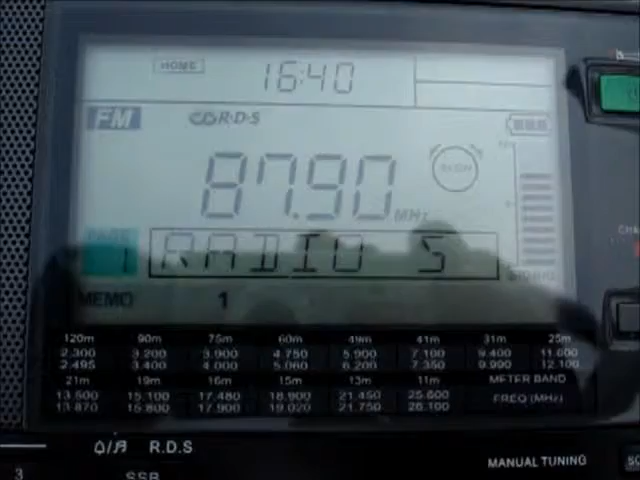 HOME 16:40
FM R·D·S
87.90 MHz
PAGE
1 RADIO S
MEMO 1
120m 90m 75m 60m 49m 41m 31m 25m
2.300 3.200 3.900 4.750 5.900 7.100 9.400 11.600
2.495 3.400 4.000 5.060 6.200 7.350 9.990 12.100
21m 19m 16m 15m 13m 11m METER BAND
13.500 15.100 17.480 18.900 21.450 25.600 FREQ (MHz)
13.870 15.800 17.900 19.020 21.750 26.100
R.D.S
MANUAL TUNING
3 SSB